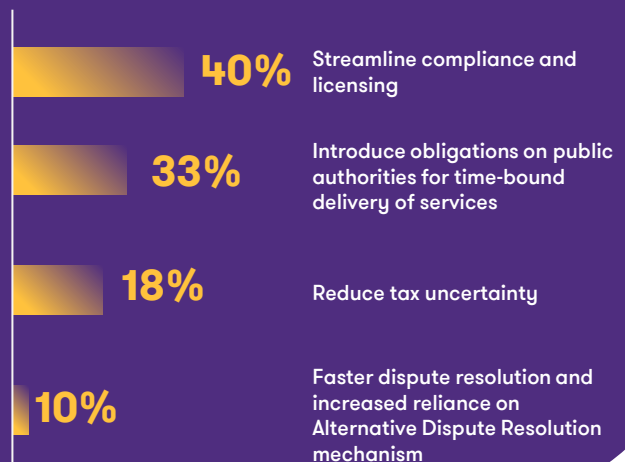 40%
Streamline compliance and
licensing
33%
Introduce obligations on public
authorities for time-bound
delivery of services
18%
Reduce tax uncertainty
10%
Faster dispute resolution and
increased reliance on
Alternative Dispute Resolution
mechanism